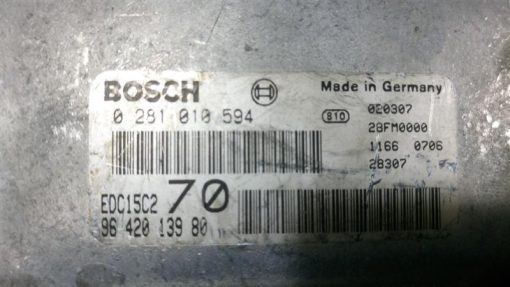 BOSCH
Made in Germany
0 281 010 594
810
020307
28FM0000
1166 0706
28307
EDC15C2
70
96 420 139 80